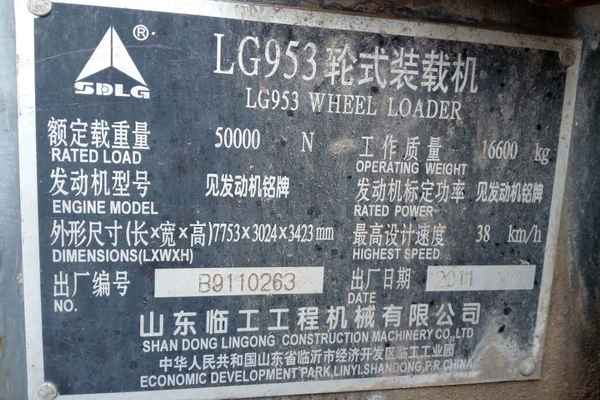 ®
SDLG
LG953 轮式装载机
LG953 WHEEL LOADER
额定载重量 50000 N 工作质量 16600 kg
RATED LOAD OPERATING WEIGHT
发动机型号 见发动机铭牌 发动机标定功率 见发动机铭牌
ENGINE MODEL RATED POWER
外形尺寸(长×宽×高)7753×3024×3423 mm 最高设计速度 38 km/h
DIMENSIONS(LXWXH) HIGHEST SPEED
出厂编号 B9110263 出厂日期 2011
NO. DATE
山东临工工程机械有限公司
SHAN DONG LINGONG CONSTRUCTION MACHINERY CO.,LTD
中华人民共和国山东省临沂市经济开发区临工工业园
ECONOMIC DEVELOPMENT PARK,LINYI.SHANDONG,P.R.CHINA